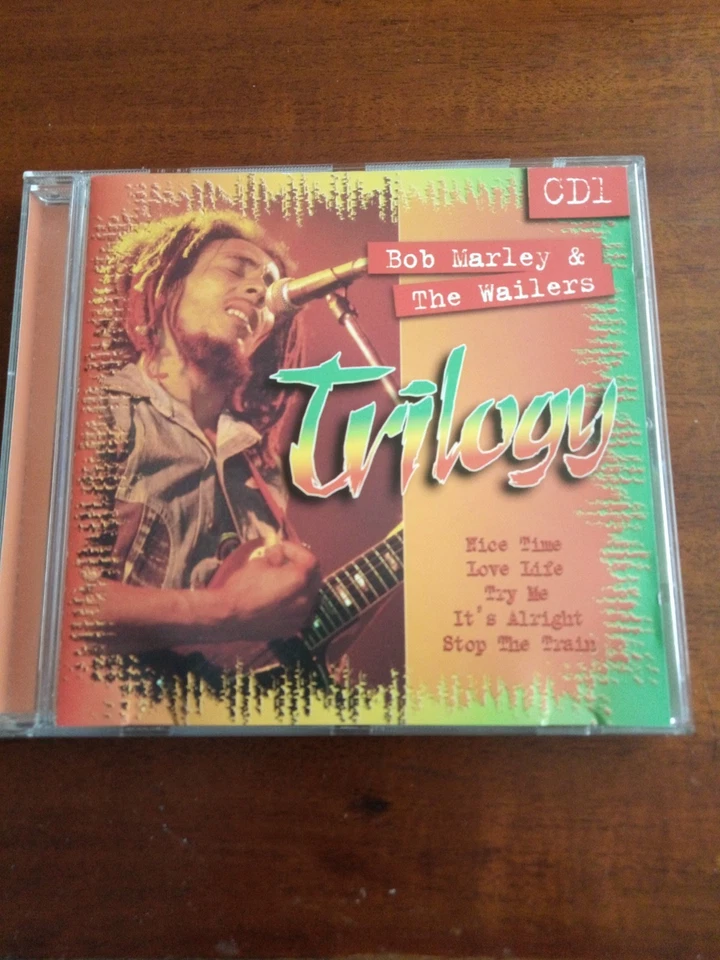 CD1
Bob Marley &
The Wailers
Trilogy
Nice Time
Love Life
Try Me
It's Alright
Stop The Train